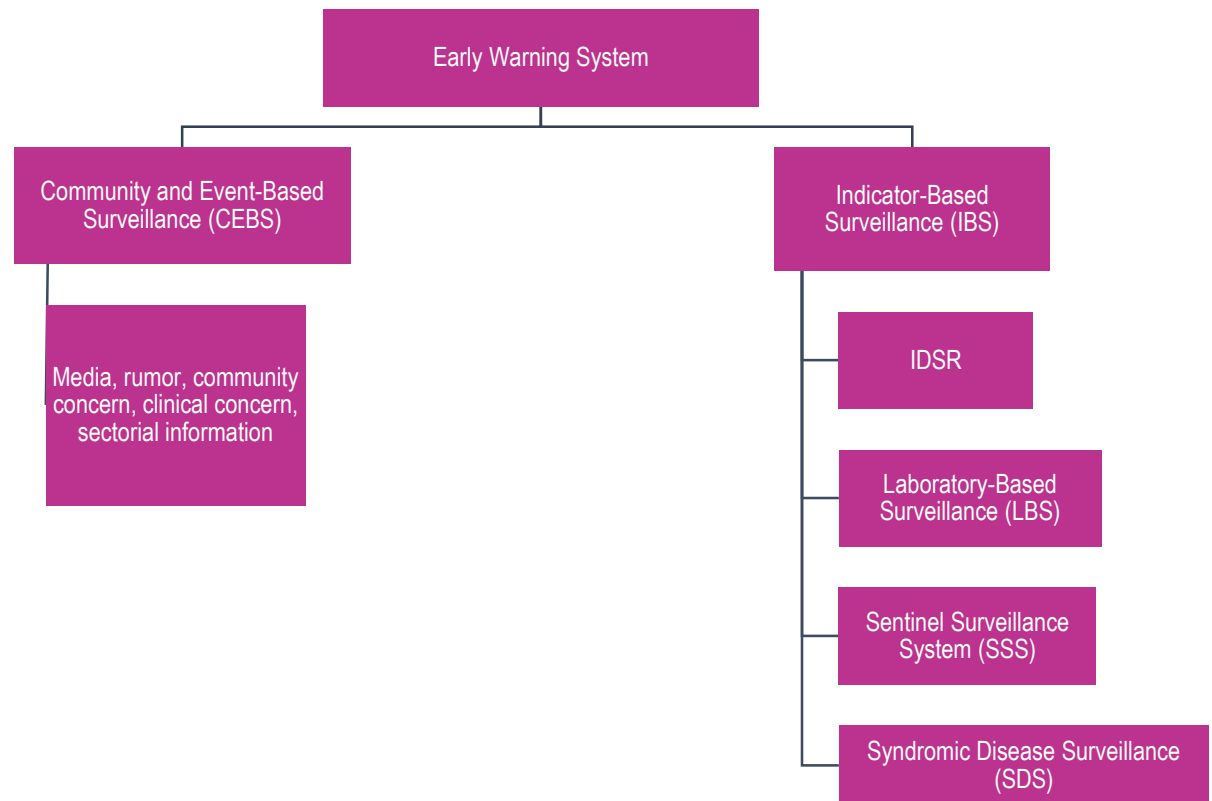 Early Warning System
Community and Event-Based
Surveillance (CEBS)
Indicator-Based
Surveillance (IBS)
Media, rumor, community
concern, clinical concern,
sectorial information
IDSR
Laboratory-Based
Surveillance (LBS)
Sentinel Surveillance
System (SSS)
Syndromic Disease Surveillance
(SDS)